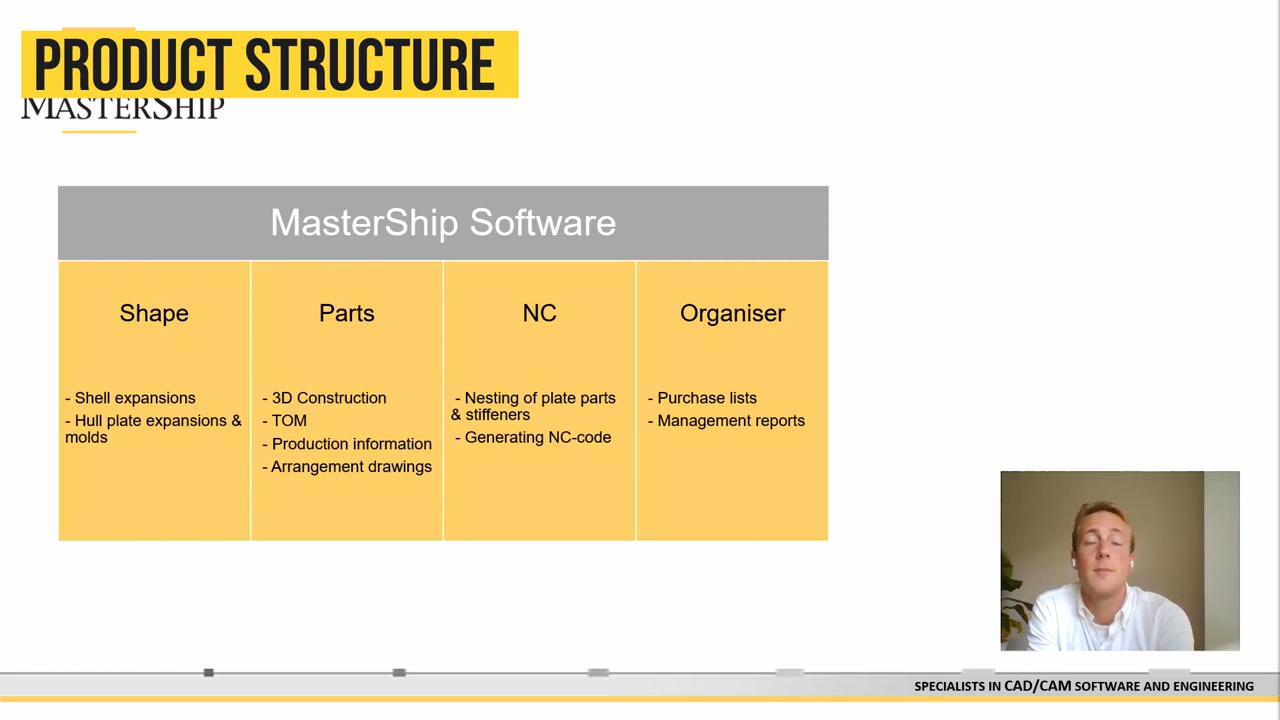 PRODUCT STRUCTURE
MASTERSHIP
MasterShip Software
Shape
- Shell expansions
- Hull plate expansions &
molds
Parts
- 3D Construction
- TOM
- Production information
- Arrangement drawings
NC
- Nesting of plate parts
& stiffeners
- Generating NC-code
Organiser
- Purchase lists
- Management reports
SPECIALISTS IN CAD/CAM SOFTWARE AND ENGINEERING